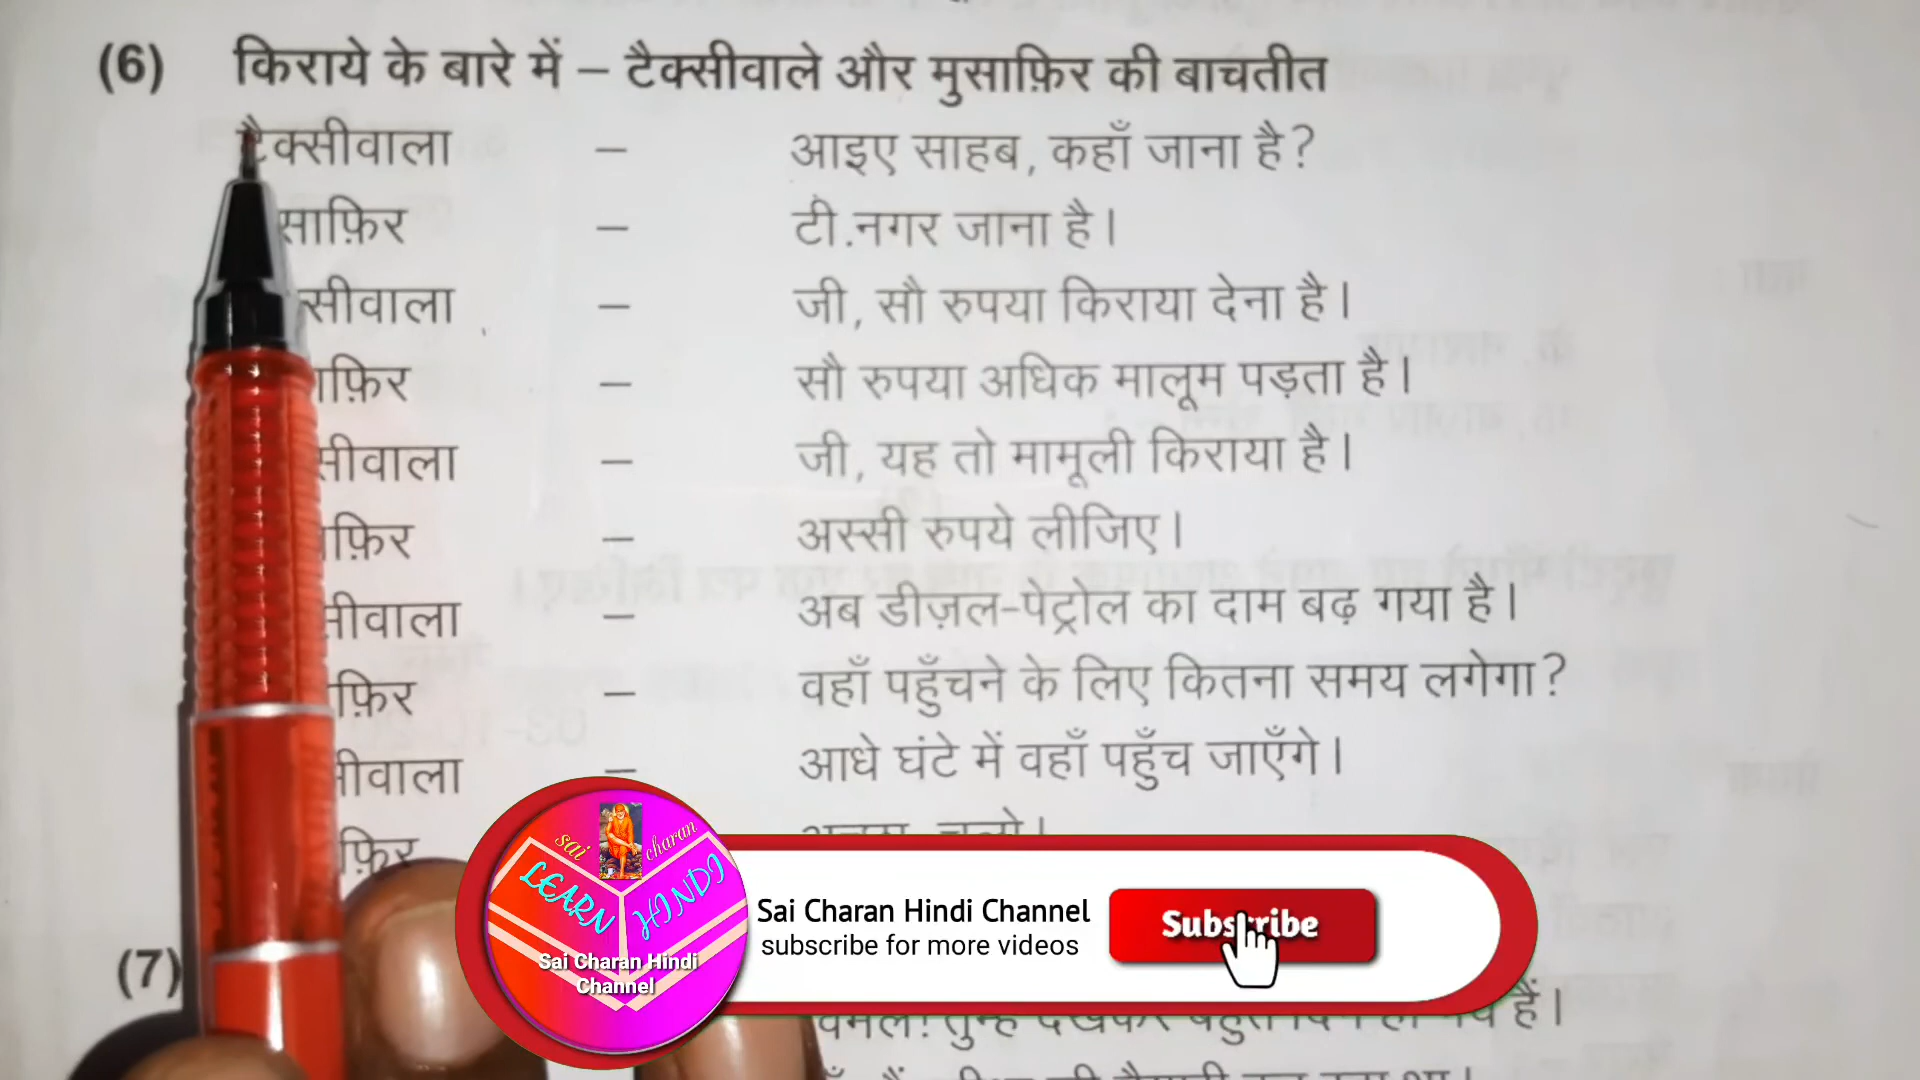 (6) किराये के बारे में – टैक्सीवाले और मुसाफ़िर की बाचतीत
टैक्सीवाला – आइए साहब, कहाँ जाना है?
साफ़िर – टी.नगर जाना है।
सीवाला – जी, सौ रुपया किराया देना है।
ाफ़िर – सौ रुपया अधिक मालूम पड़ता है।
सीवाला – जी, यह तो मामूली किराया है।
फ़िर – अस्सी रुपये लीजिए।
ीवाला – अब डीज़ल-पेट्रोल का दाम बढ़ गया है।
फ़िर – वहाँ पहुँचने के लिए कितना समय लगेगा?
ीवाला – आधे घंटे में वहाँ पहुँच जाएँगे।
फ़िर
sai charan
LEARN HINDI
Sai Charan Hindi
Channel
Sai Charan Hindi Channel
subscribe for more videos
Subscribe
(7)
हैं।